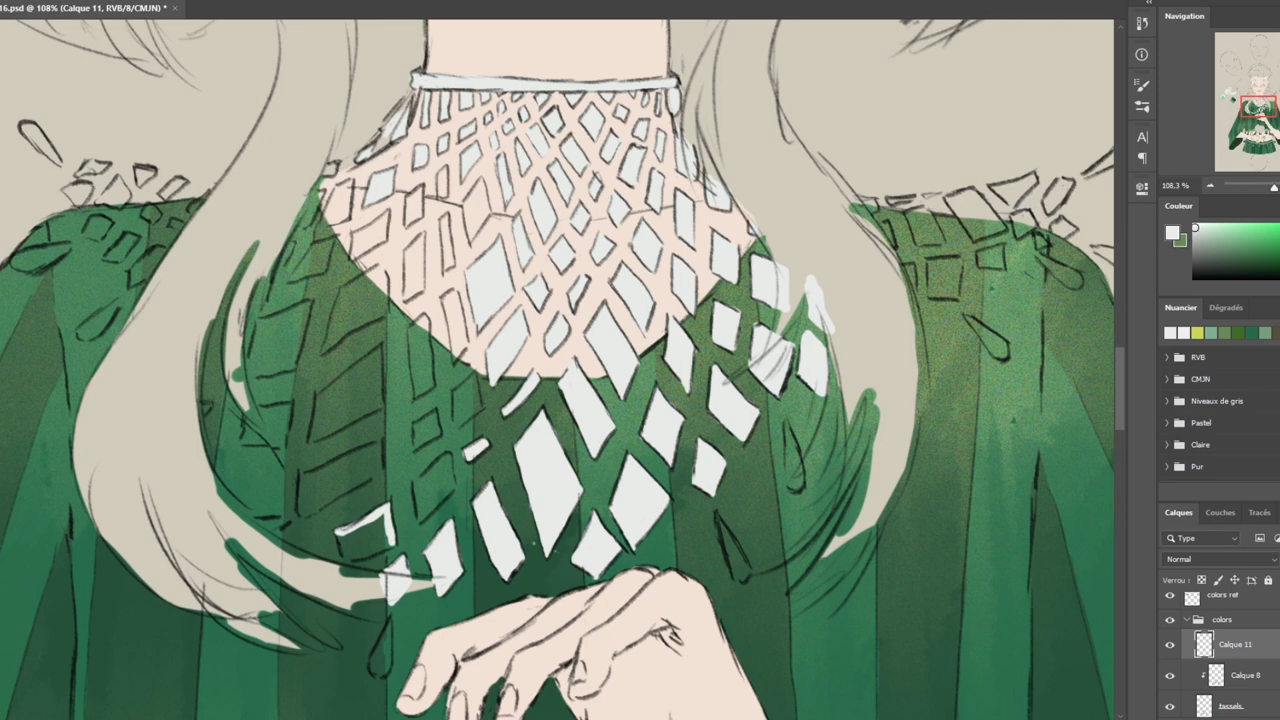 16.psd @ 108% (Calque 11, RVB/8/CMJN) * ×
Navigation
108.3 %
Couleur
Nuancier Dégradés
RVB
CMJN
Niveaux de gris
Pastel
Claire
Pur
Calques Couches Tracés
Type
Normal
Verrou :
colors ref
colors
Calque 11
Calque 8
tassels